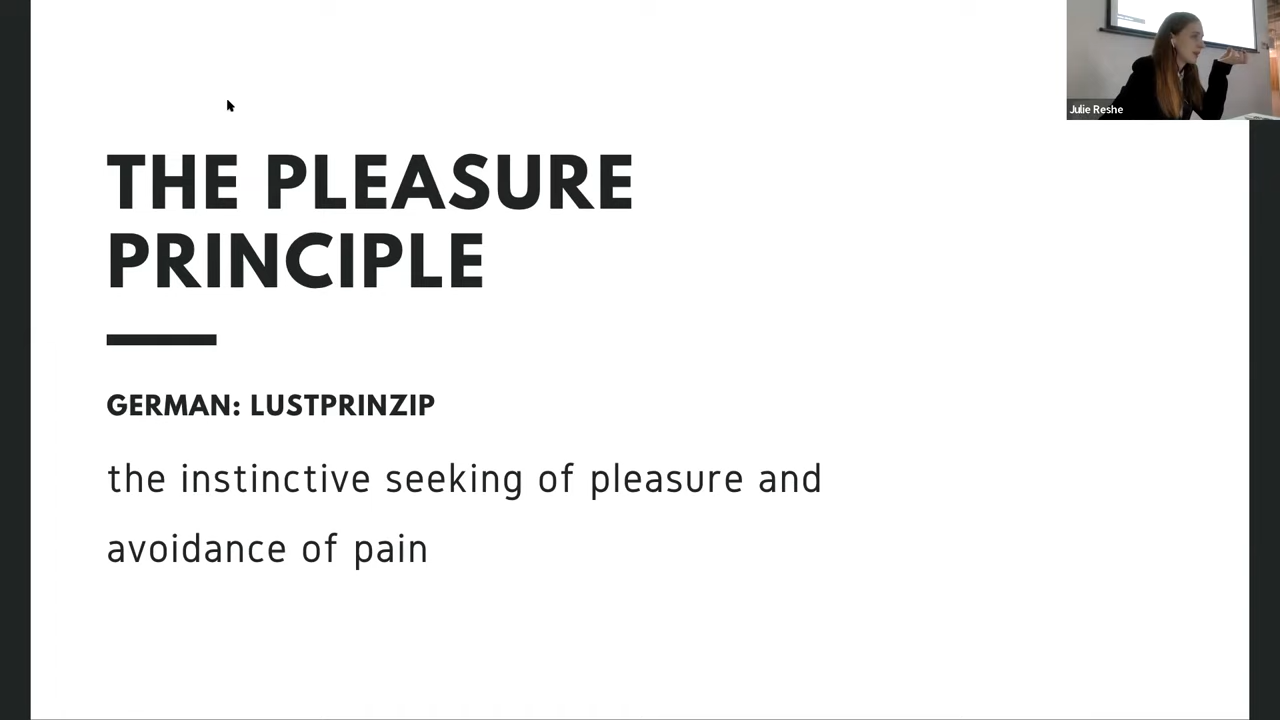 THE PLEASURE
PRINCIPLE
GERMAN: LUSTPRINZIP
the instinctive seeking of pleasure and
avoidance of pain
Julie Reshe